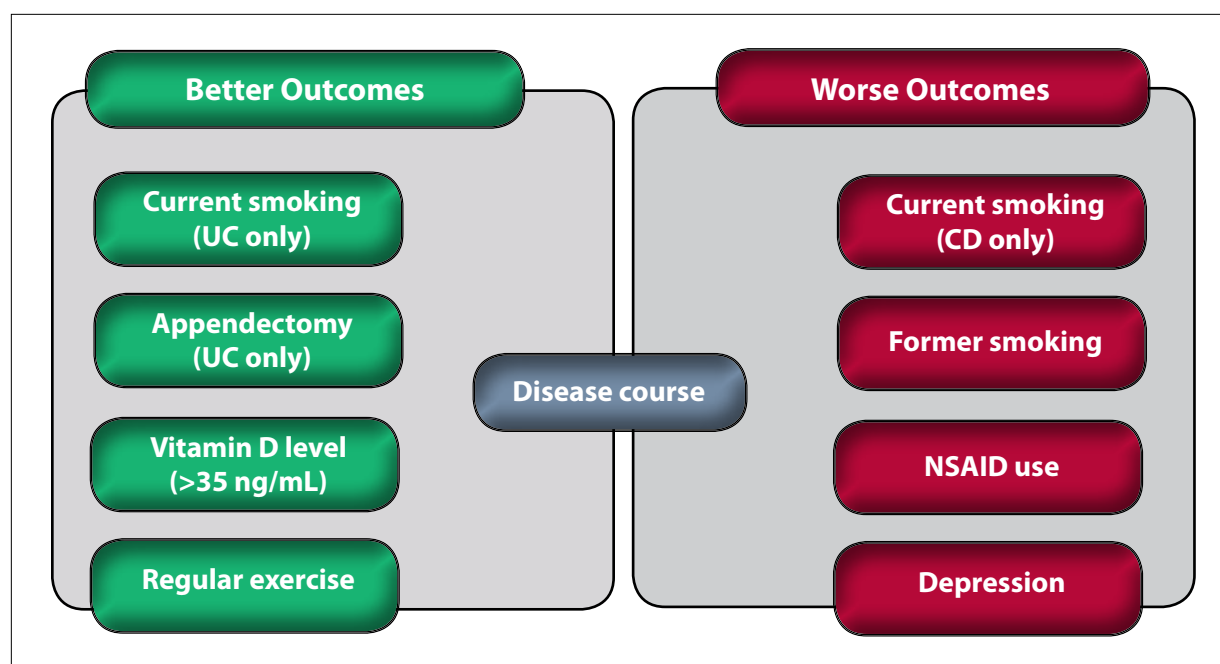 Better Outcomes
Current smoking
(UC only)
Appendectomy
(UC only)
Vitamin D level
(>35 ng/mL)
Regular exercise
Disease course
Worse Outcomes
Current smoking
(CD only)
Former smoking
NSAID use
Depression